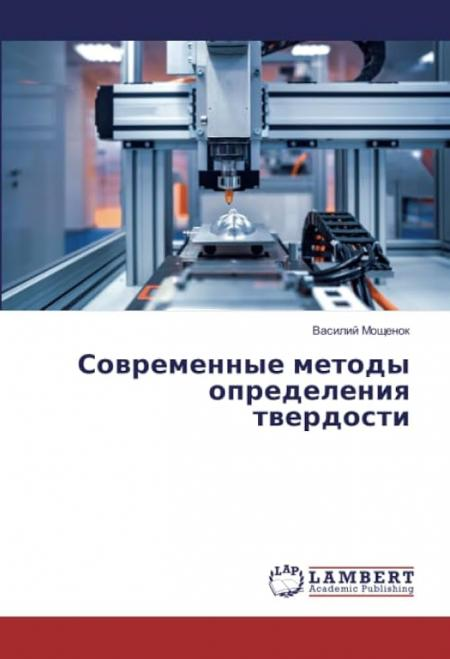 Василий Мощенок
Современные методы
определения
твердости
LAP
LAMBERT
Academic Publishing